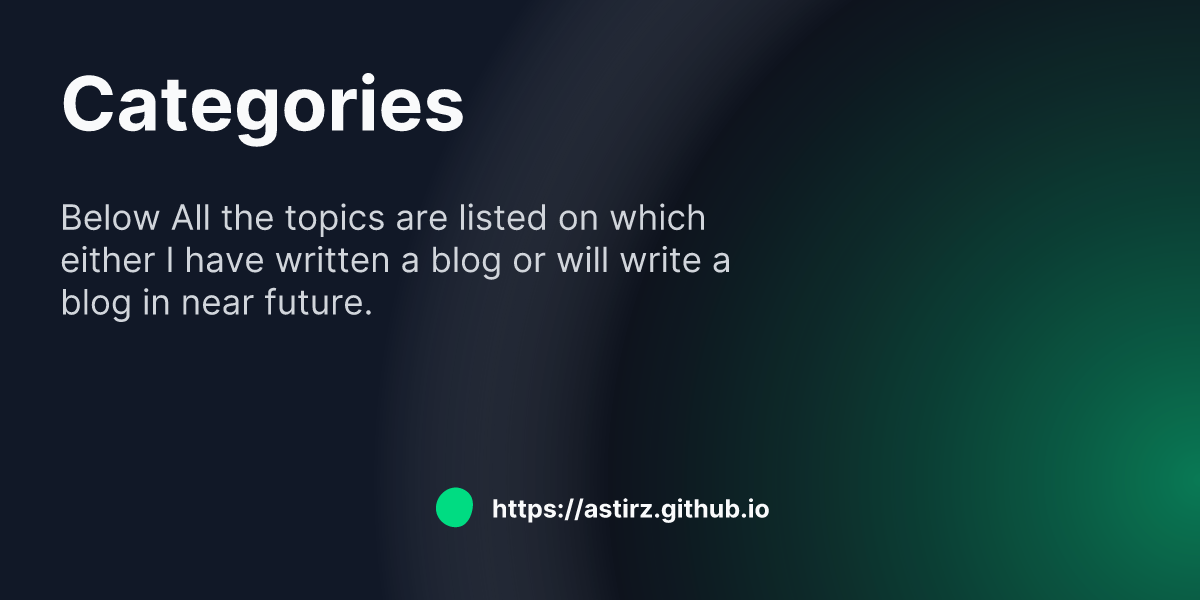 Categories
Below All the topics are listed on which
either I have written a blog or will write a
blog in near future.
https://astirz.github.io